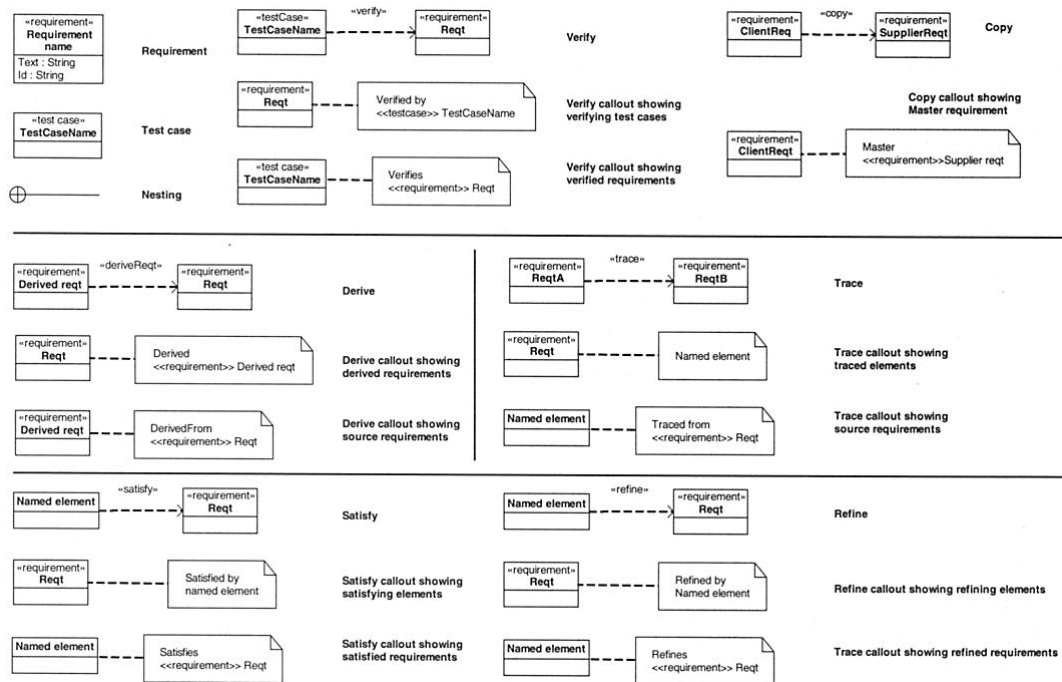 «requirement»
Requirement
name
Text : String
Id : String
Requirement
«test case»
TestCaseName
Test case
Nesting
«testCase»
TestCaseName
«verify»
«requirement»
Reqt
Verify
«requirement»
Reqt
Verified by
<<testcase>> TestCaseName
Verify callout showing
verifying test cases
«test case»
TestCaseName
Verifies
<<requirement>> Reqt
Verify callout showing
verified requirements
«requirement»
ClientReq
«copy»
«requirement»
SupplierReqt
Copy
Copy callout showing
Master requirement
«requirement»
ClientReqt
Master
<<requirement>>Supplier reqt
«requirement»
Derived reqt
«deriveReqt»
«requirement»
Reqt
Derive
«requirement»
Reqt
Derived
<<requirement>> Derived reqt
Derive callout showing
derived requirements
«requirement»
Derived reqt
DerivedFrom
<<requirement>> Reqt
Derive callout showing
source requirements
«requirement»
ReqtA
«trace»
«requirement»
ReqtB
Trace
«requirement»
Reqt
Named element
Trace callout showing
traced elements
Named element
Traced from
<<requirement>> Reqt
Trace callout showing
source requirements
Named element
«satisfy»
«requirement»
Reqt
Satisfy
«requirement»
Reqt
Satisfied by
named element
Satisfy callout showing
satisfying elements
Named element
Satisfies
<<requirement>> Reqt
Satisfy callout showing
satisfied requirements
Named element
«refine»
«requirement»
Reqt
Refine
«requirement»
Reqt
Refined by
Named element
Refine callout showing refining elements
Named element
Refines
<<requirement>> Reqt
Trace callout showing refined requirements